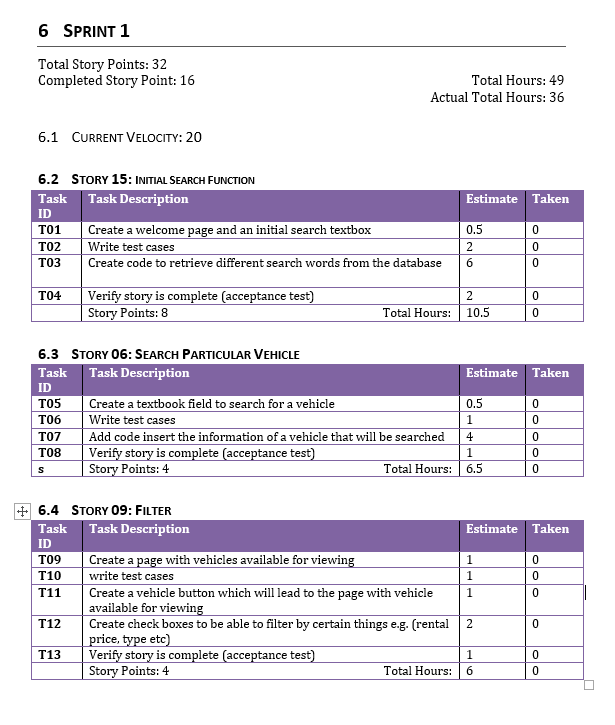 6 SPRINT 1
Total Story Points: 32
Completed Story Point: 16 Total Hours: 49
Actual Total Hours: 36
6.1 CURRENT VELOCITY: 20
6.2 STORY 15: INITIAL SEARCH FUNCTION
Task ID Task Description Estimate Taken
T01 Create a welcome page and an initial search textbox 0.5 0
T02 Write test cases 2 0
T03 Create code to retrieve different search words from the database 6 0
T04 Verify story is complete (acceptance test) 2 0
Story Points: 8 Total Hours: 10.5 0
6.3 STORY 06: SEARCH PARTICULAR VEHICLE
Task ID Task Description Estimate Taken
T05 Create a textbook field to search for a vehicle 0.5 0
T06 Write test cases 1 0
T07 Add code insert the information of a vehicle that will be searched 4 0
T08 Verify story is complete (acceptance test) 1 0
s Story Points: 4 Total Hours: 6.5 0
6.4 STORY 09: FILTER
Task ID Task Description Estimate Taken
T09 Create a page with vehicles available for viewing 1 0
T10 write test cases 1 0
T11 Create a vehicle button which will lead to the page with vehicle 1 0
available for viewing
T12 Create check boxes to be able to filter by certain things e.g. (rental 2 0
price, type etc)
T13 Verify story is complete (acceptance test) 1 0
Story Points: 4 Total Hours: 6 0